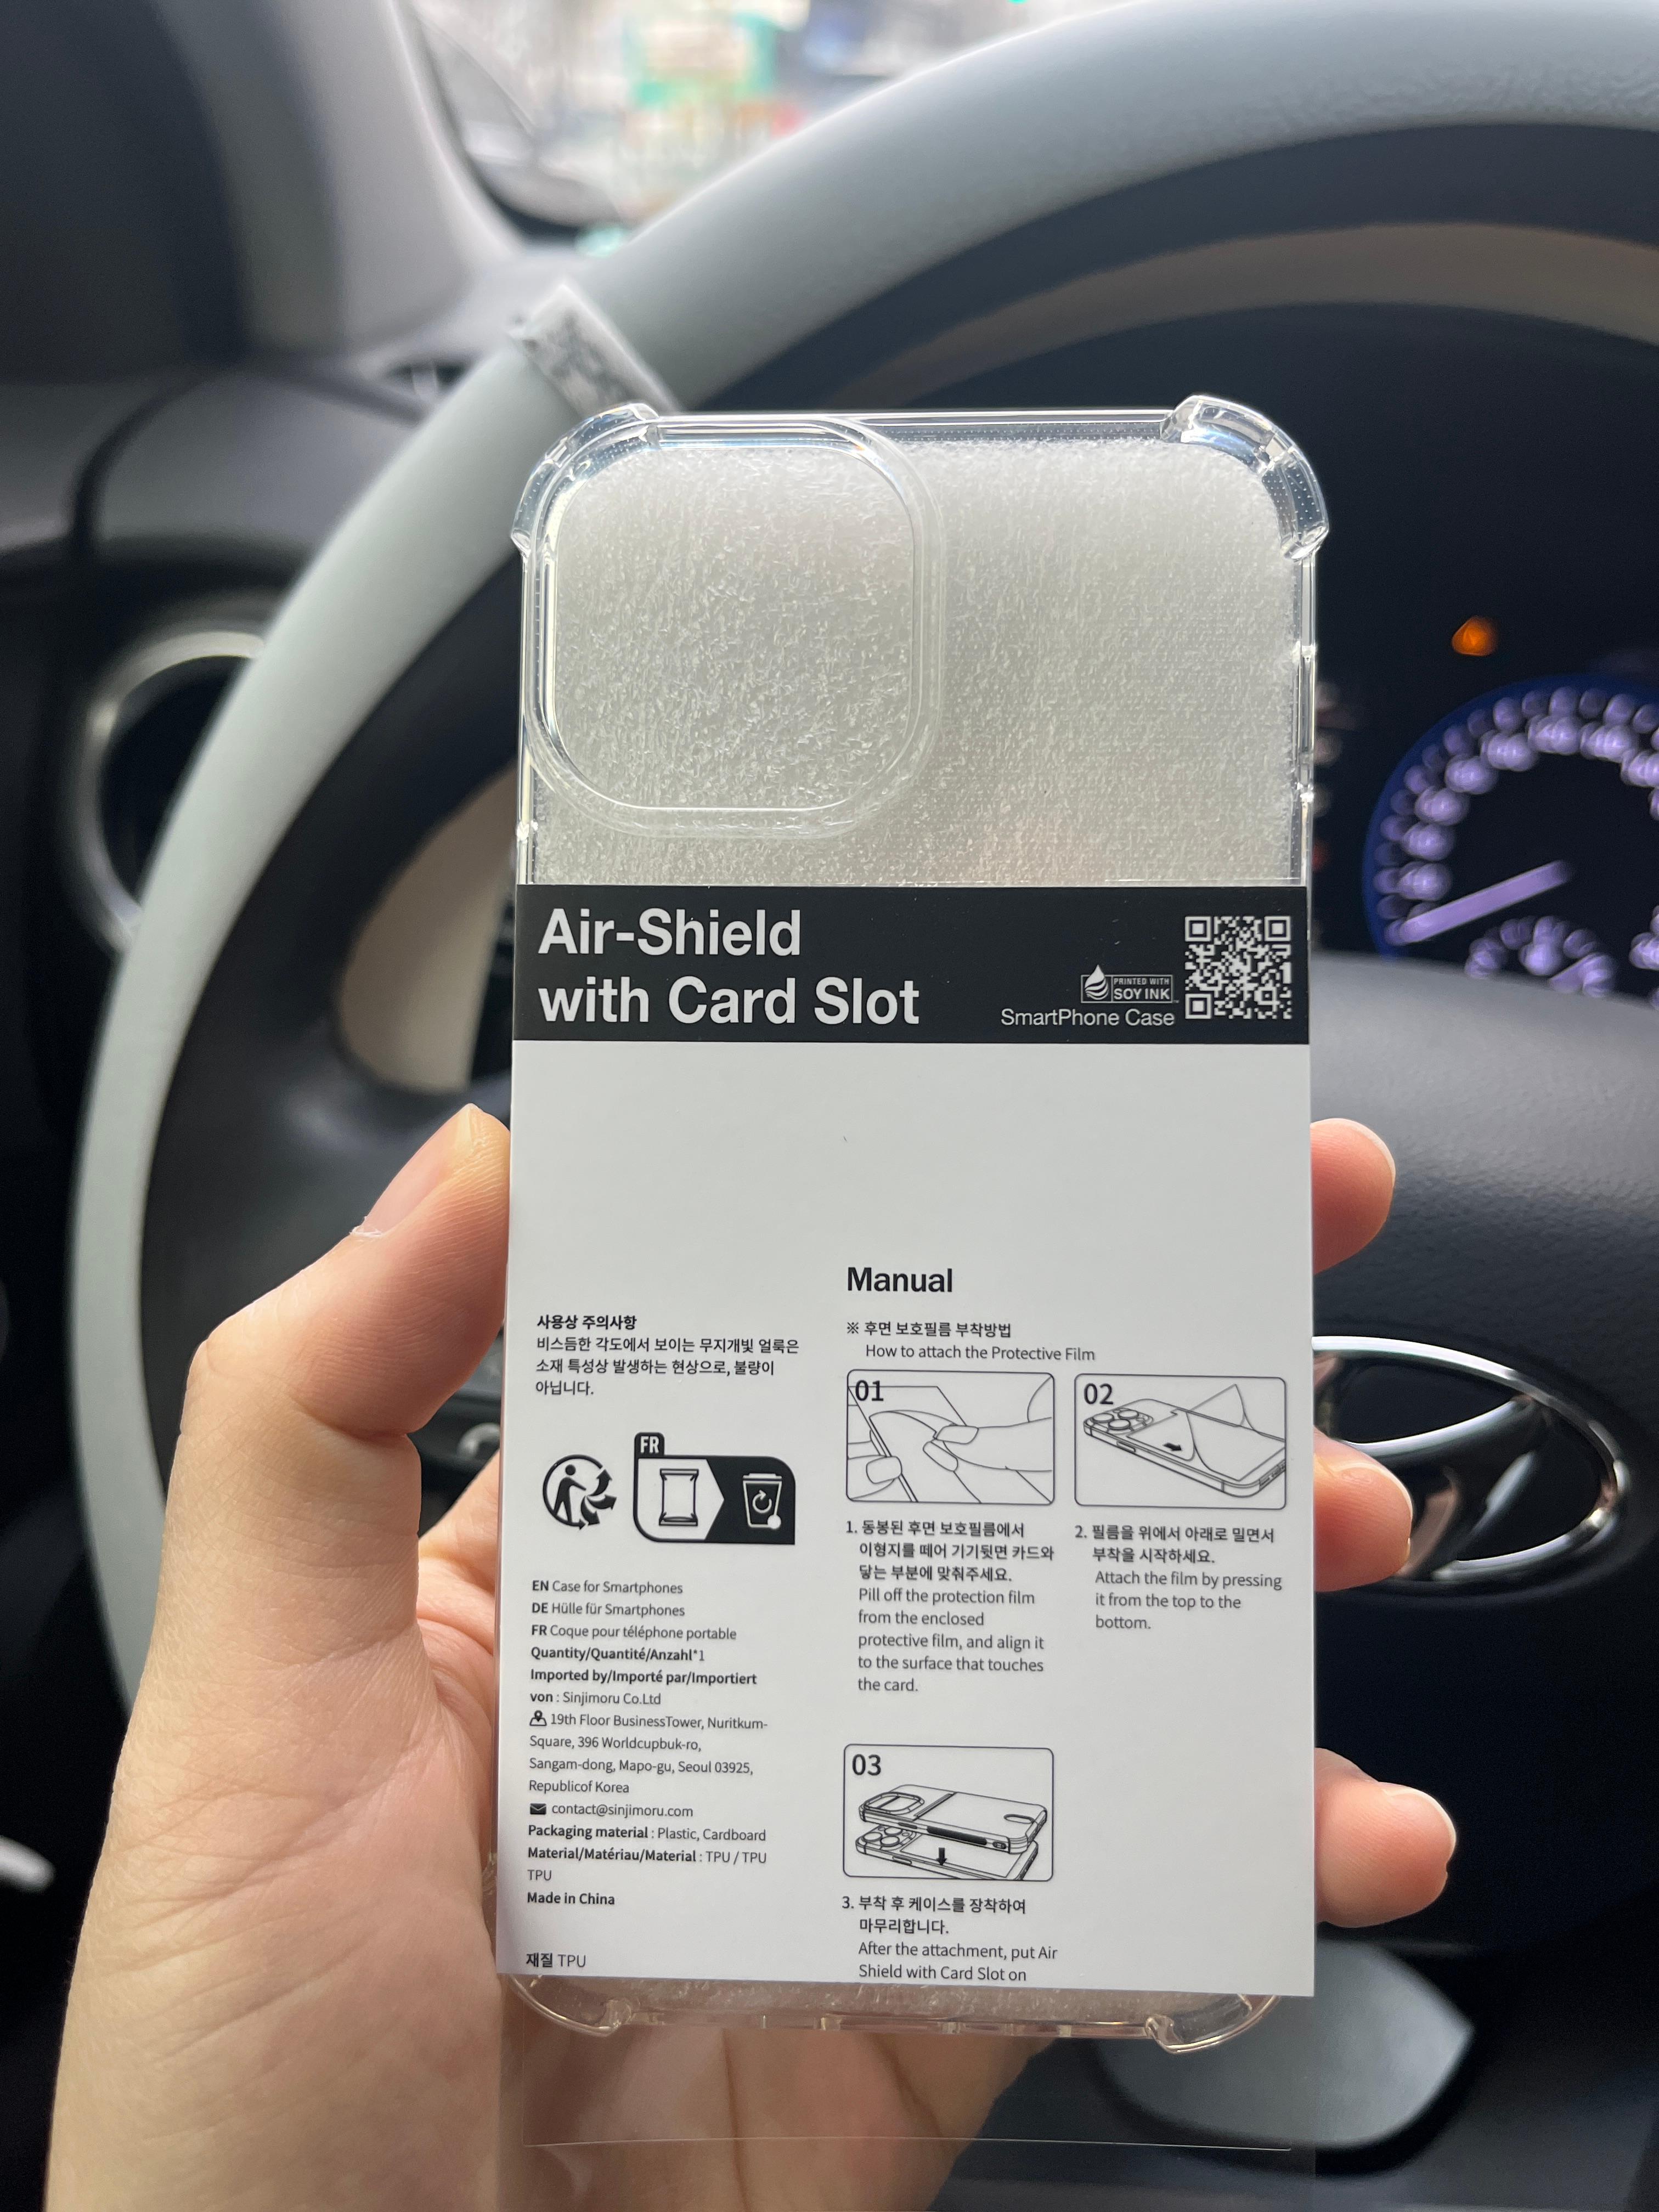 Air-Shield
with Card Slot
PRINTED WITH
SOY INK
SmartPhone Case
사용상 주의사항
비스듬한 각도에서 보이는 무지개빛 얼룩은
소재 특성상 발생하는 현상으로, 불량이
아닙니다.
FR
EN Case for Smartphones
DE Hülle für Smartphones
FR Coque pour téléphone portable
Quantity/Quantité/Anzahl*1
Imported by/Importé par/Importiert
von : Sinjimoru Co.Ltd
19th Floor BusinessTower, Nuritkum-
Square, 396 Worldcupbuk-ro,
Sangam-dong, Mapo-gu, Seoul 03925,
Republicof Korea
contact@sinjimoru.com
Packaging material : Plastic, Cardboard
Material/Matériau/Material : TPU / TPU
TPU
Made in China
재질 TPU
Manual
※ 후면 보호필름 부착방법
How to attach the Protective Film
01
1. 동봉된 후면 보호필름에서
이형지를 떼어 기기뒷면 카드와
닿는 부분에 맞춰주세요.
Pill off the protection film
from the enclosed
protective film, and align it
to the surface that touches
the card.
02
2. 필름을 위에서 아래로 밀면서
부착을 시작하세요.
Attach the film by pressing
it from the top to the
bottom.
03
3. 부착 후 케이스를 장착하여
마무리합니다.
After the attachment, put Air
Shield with Card Slot on